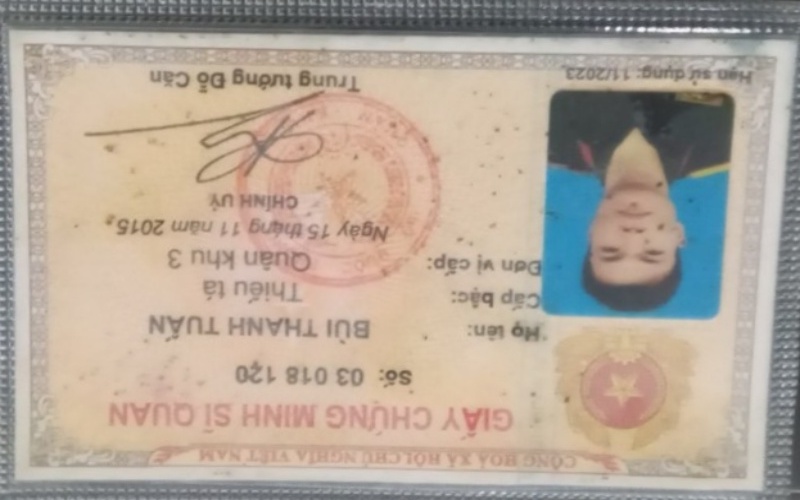 CỘNG HOÀ XÃ HỘI CHỦ NGHĨA VIỆT NAM
GIẤY CHỨNG MINH SĨ QUAN
Số: 03 018 120
Họ tên: BÙI THANH TUẤN
Cấp bậc: Thiếu tá
Đơn vị cấp: Quân khu 3
Ngày 15 tháng 11 năm 2015
CHÍNH UỶ
Trung tướng Đỗ Căn
Hạn sử dụng: 11/2023